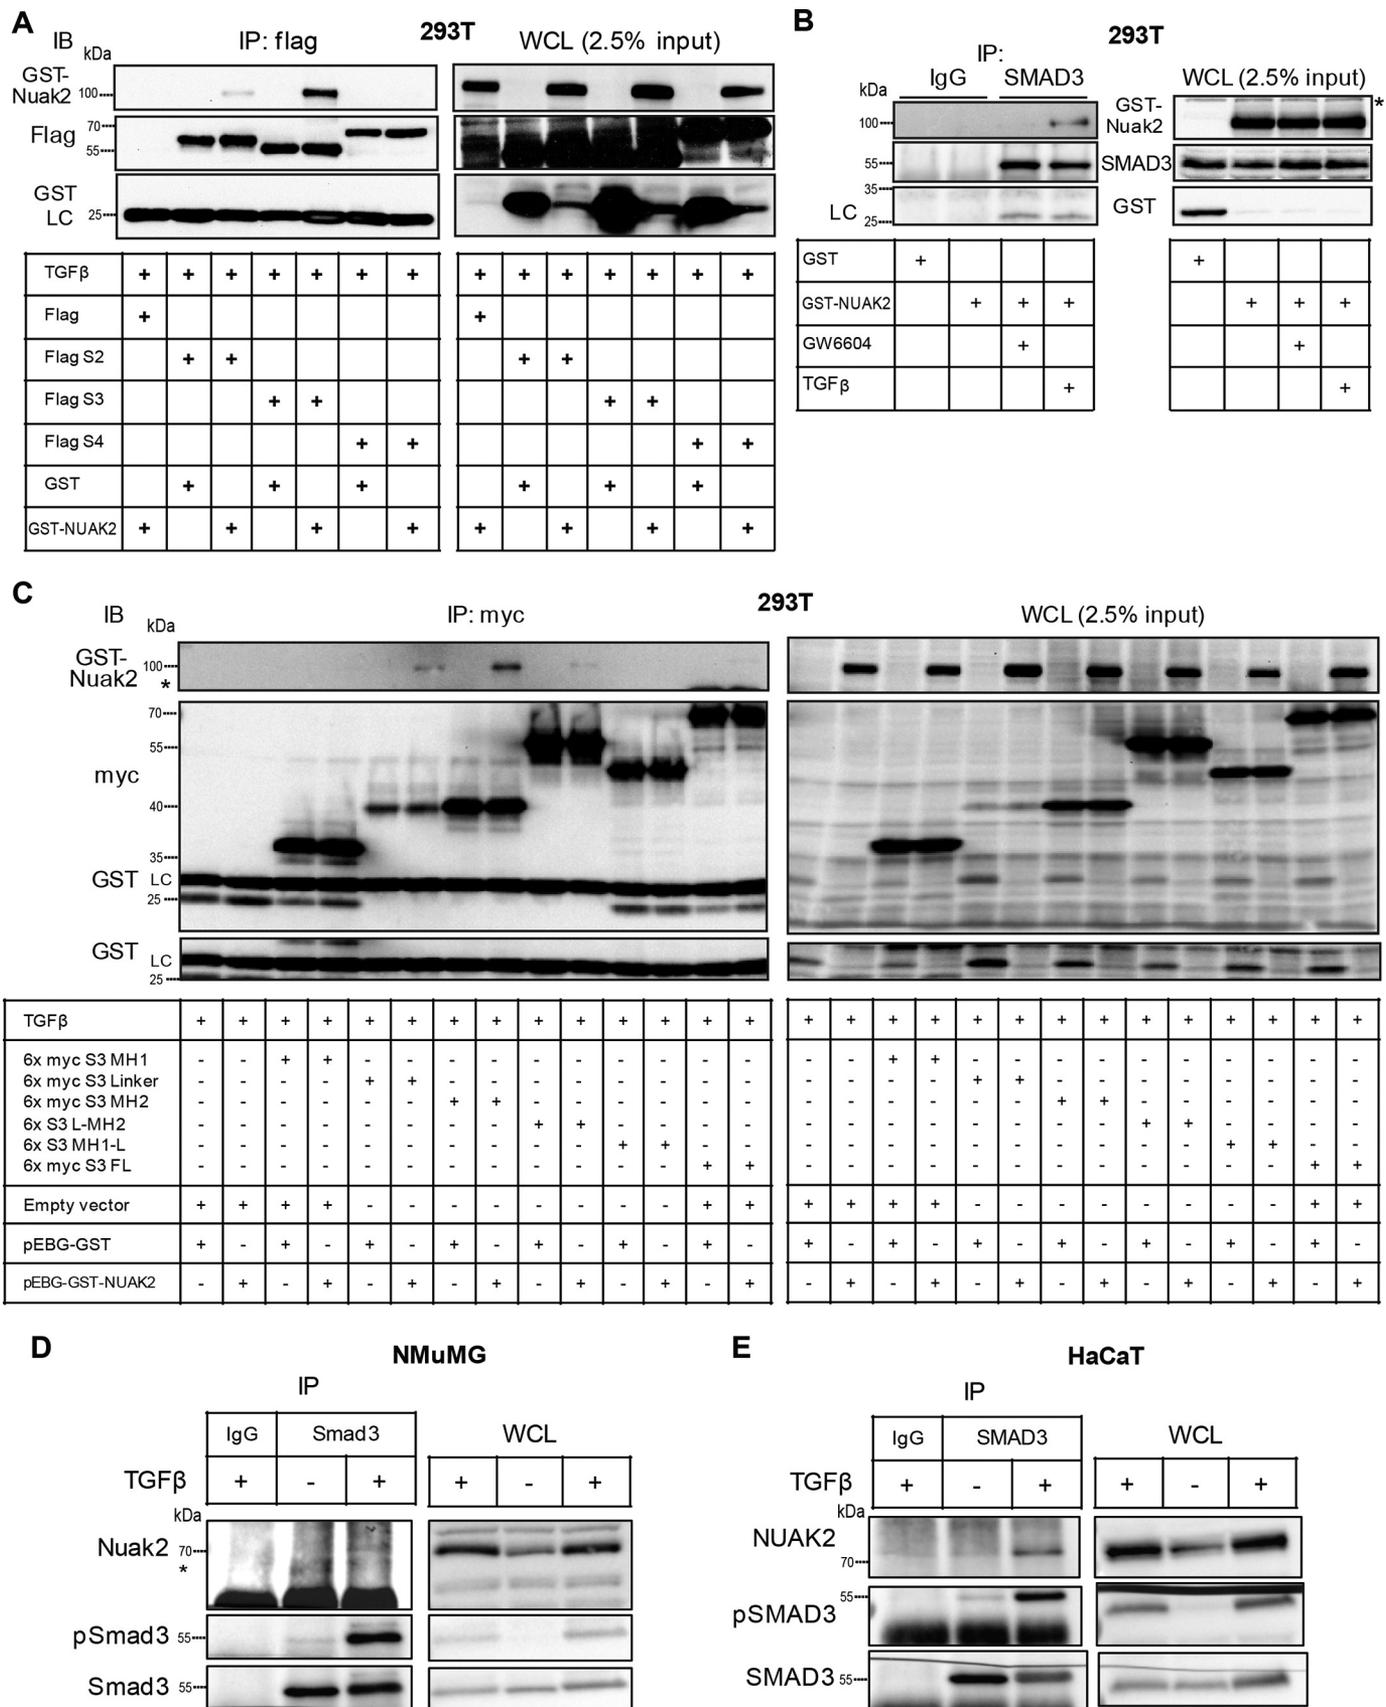 A
IB
IP: flag
293T
WCL (2.5% input)
kDa
GST-
Nuak2
100
Flag
70
55
GST
LC
25
TGFβ + + + + + + + + + + + + + +
Flag + +
Flag S2 + + + +
Flag S3 + + + +
Flag S4 + + + +
GST + + + + + +
GST-NUAK2 + + + + + + + +
B
293T
IP:
IgG SMAD3
WCL (2.5% input)
kDa
GST-
Nuak2
*
100
55
SMAD3
35
LC
25
GST
GST + +
GST-NUAK2 + + + + + +
GW6604 + +
TGFβ + +
C
IB
IP: myc
293T
WCL (2.5% input)
kDa
GST-
Nuak2
100
*
myc
70
55
40
35
GST LC
25
GST LC
25
TGFβ + + + + + + + + + + + + + + + + + + + + + + + + + + + +
6x myc S3 MH1 - - + + - - - - - - - - - - - - + + - - - - - - - - - -
6x myc S3 Linker - - - - + + - - - - - - - - - - - - + + - - - - - - - -
6x myc S3 MH2 - - - - - - + + - - - - - - - - - - - - + + - - - - - -
6x S3 L-MH2 - - - - - - - - + + - - - - - - - - - - - - + + - - - -
6x S3 MH1-L - - - - - - - - - - + + - - - - - - - - - - - - + + - -
6x myc S3 FL - - - - - - - - - - - - + + - - - - - - - - - - - - + +
Empty vector + + + + - - - - - - - - + + + + + + - - - - - - - - + +
pEBG-GST + - + - + - + - + - + - + - + - + - + - + - + - + - + -
pEBG-GST-NUAK2 - + - + - + - + - + - + - + - + - + - + - + - + - + - +
D
NMuMG
IP
IgG Smad3
WCL
TGFβ + - + + - +
kDa
Nuak2
70
*
pSmad3
55
Smad3
55
E
HaCaT
IP
IgG SMAD3
WCL
TGFβ + - + + - +
kDa
NUAK2
70
pSMAD3
55
SMAD3
55